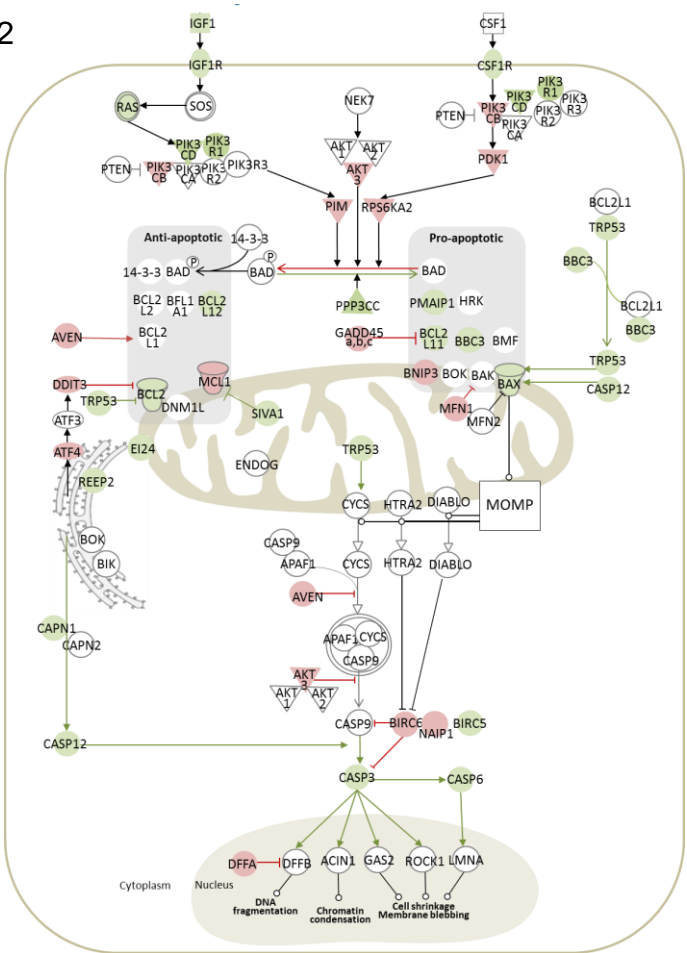 2
IGF1
CSF1
IGF1R
CSF1R
RAS
SOS
NEK7
PTEN
PIK3
CB
PIK3
CD
PIK3
R1
PIK3
CA
PIK3
R2
PIK3
R3
PTEN
PIK3
CB
PIK3
CD
PIK3
CA
PIK3
R1
PIK3
R2
PIK3R3
AKT
1
AKT
2
AKT
3
PDK1
PIM
RPS6KA2
BCL2L1
TRP53
BBC3
BCL2L1
BBC3
TRP53
CASP12
Anti-apoptotic
14-3-3
P
Pro-apoptotic
14-3-3
BAD
P
BAD
BAD
BCL2
L2
BFL1
A1
BCL2
L12
PPP3CC
PMAIP1
HRK
AVEN
BCL2
L1
GADD45
a,b,c
BCL2
L11
BBC3
BMF
DDIT3
TRP53
BCL2
DNM1L
MCL1
SIVA1
BNIP3
BOK
BAK
BAX
MFN1
MFN2
ATF3
ATF4
EI24
REEP2
ENDOG
TRP53
BOK
BIK
CYCS
HTRA2
DIABLO
MOMP
CASP9
APAF1
CYCS
HTRA2
DIABLO
AVEN
CAPN1
CAPN2
APAF1
CYCS
CASP9
AKT
3
AKT
1
AKT
2
CASP9
BIRC6
NAIP1
BIRC5
CASP12
CASP3
CASP6
DFFA
DFFB
ACIN1
GAS2
ROCK1
LMNA
Cytoplasm
Nucleus
DNA
fragmentation
Chromatin
condensation
Cell shrinkage
Membrane blebbing